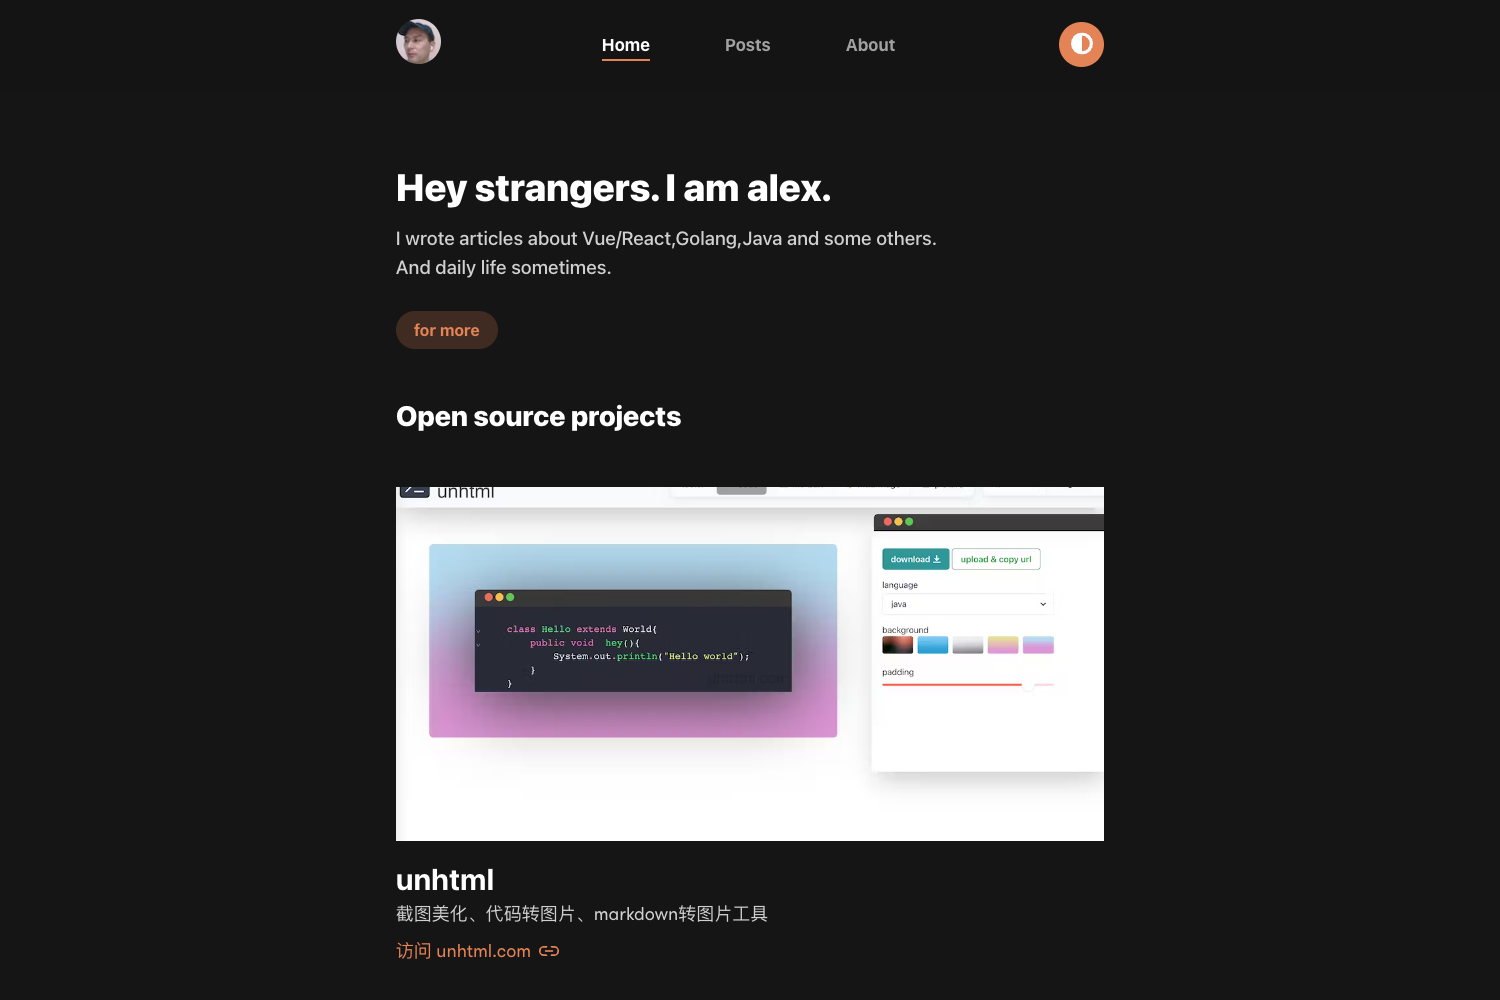 Home
Posts
About
Hey strangers. I am alex.
I wrote articles about Vue/React,Golang,Java and some others.
And daily life sometimes.
for more
Open source projects
unhtml
download
upload & copy url
language
java
background
padding
class Hello extends World{
public void hey(){
System.out.println("Hello world");
}
}
unhtml
截图美化、代码转图片、markdown转图片工具
访问 unhtml.com